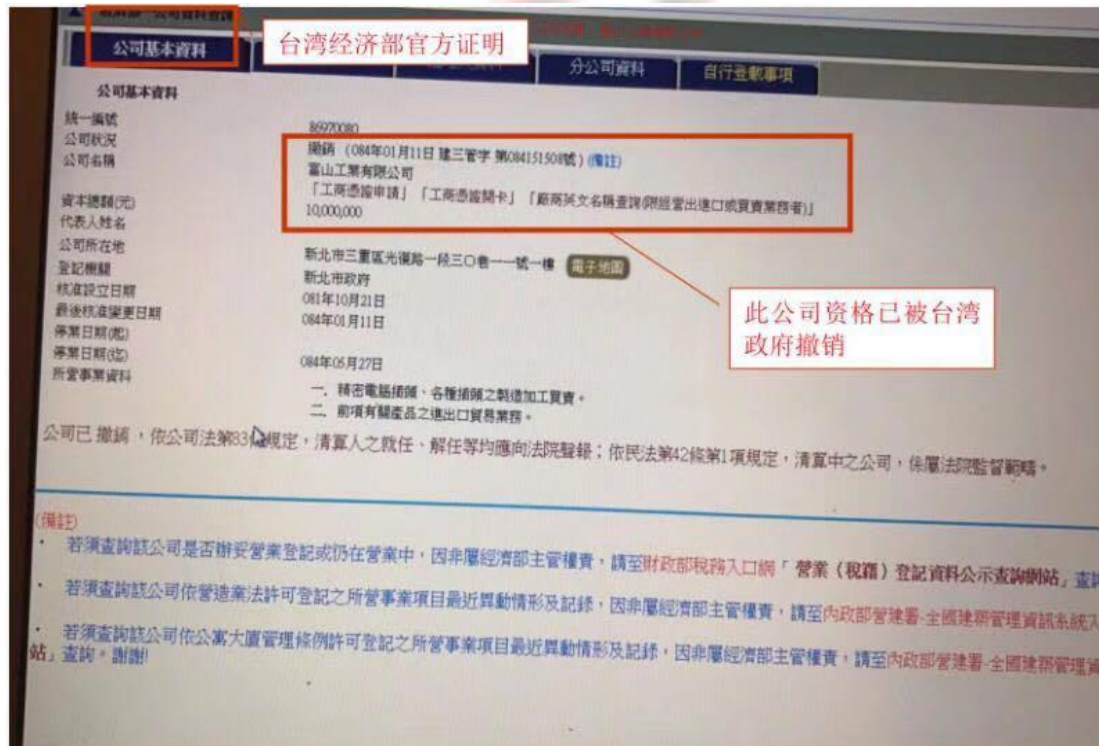 台湾经济部官方证明
公司基本資料
分公司資料
自行登載事項
公司基本資料
統一編號
86970080
公司狀況
撤銷 (084年01月11日 建三管字 第084151508號) (備註)
公司名稱
富山工業有限公司
「工商憑證申請」「工商憑證開卡」「廠商英文名稱查詢(限經營出進口或買賣業務者)」
資本總額(元)
10,000,000
代表人姓名
公司所在地
新北市三重區光復路一段三〇巷一一號一樓 電子地圖
登記機關
新北市政府
核准設立日期
081年10月21日
最後核准變更日期
084年01月11日
停業日期(起)
停業日期(迄)
084年05月27日
所營事業資料
一. 精密電腦插頭、各種插頭之製造加工買賣。
二. 前項有關產品之進出口貿易業務。
此公司资格已被台湾
政府撤销
公司已 撤銷 ,依公司法第83條規定,清算人之就任、解任等均應向法院聲報;依民法第42條第1項規定,清算中之公司,係屬法院監督範疇。
(備註)
· 若須查詢該公司是否辦妥營業登記或仍在營業中,因非屬經濟部主管權責,請至財政部稅務入口網「營業(稅籍)登記資料公示查詢網站」查詢
· 若須查詢該公司依營造業法許可登記之所營事業項目最近異動情形及記錄,因非屬經濟部主管權責,請至內政部營建署-全國建築管理資訊系統入
· 若須查詢該公司依公寓大廈管理條例許可登記之所營事業項目最近異動情形及記錄,因非屬經濟部主管權責,請至內政部營建署-全國建築管理資
站」查詢。謝謝!